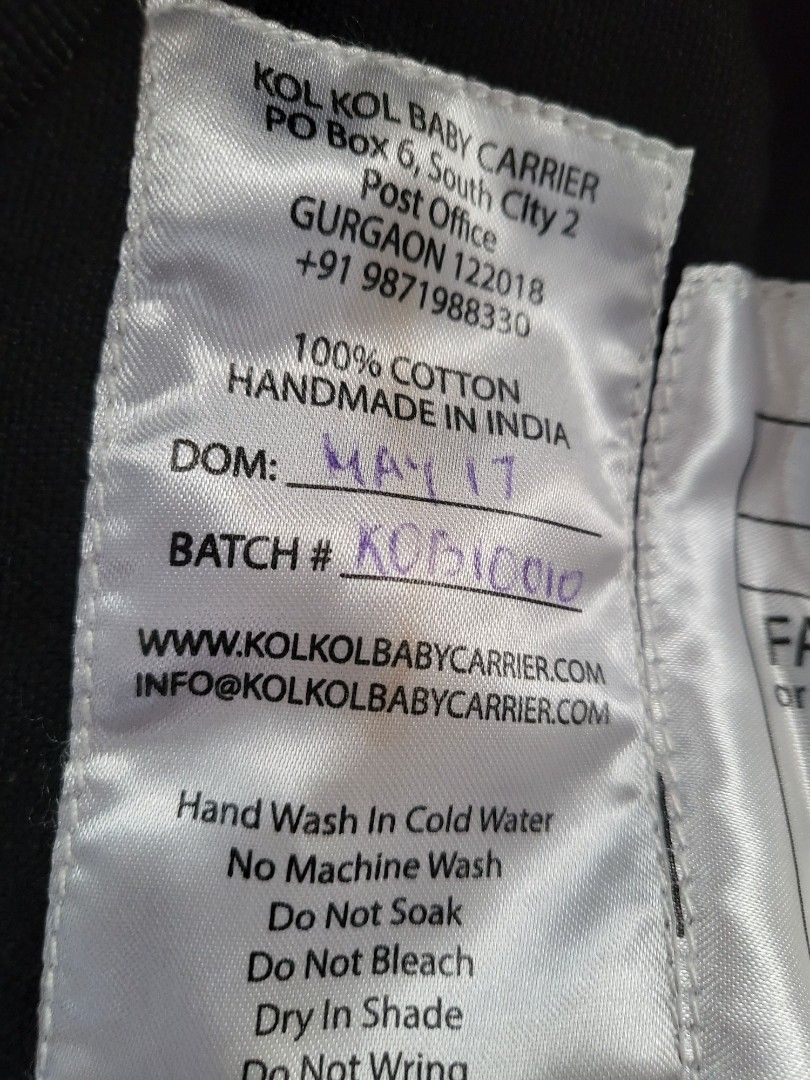 KOL KOL BABY CARRIER
PO Box 6, South City 2
Post Office
GURGAON 122018
+91 9871988330
100% COTTON
HANDMADE IN INDIA
DOM: MAY 17
BATCH #
WWW.KOLKOLBABYCARRIER.COM
INFO@KOLKOLBABYCARRIER.COM
Hand Wash In Cold Water
No Machine Wash
Do Not Soak
Do Not Bleach
Dry In Shade
Do Not Wring